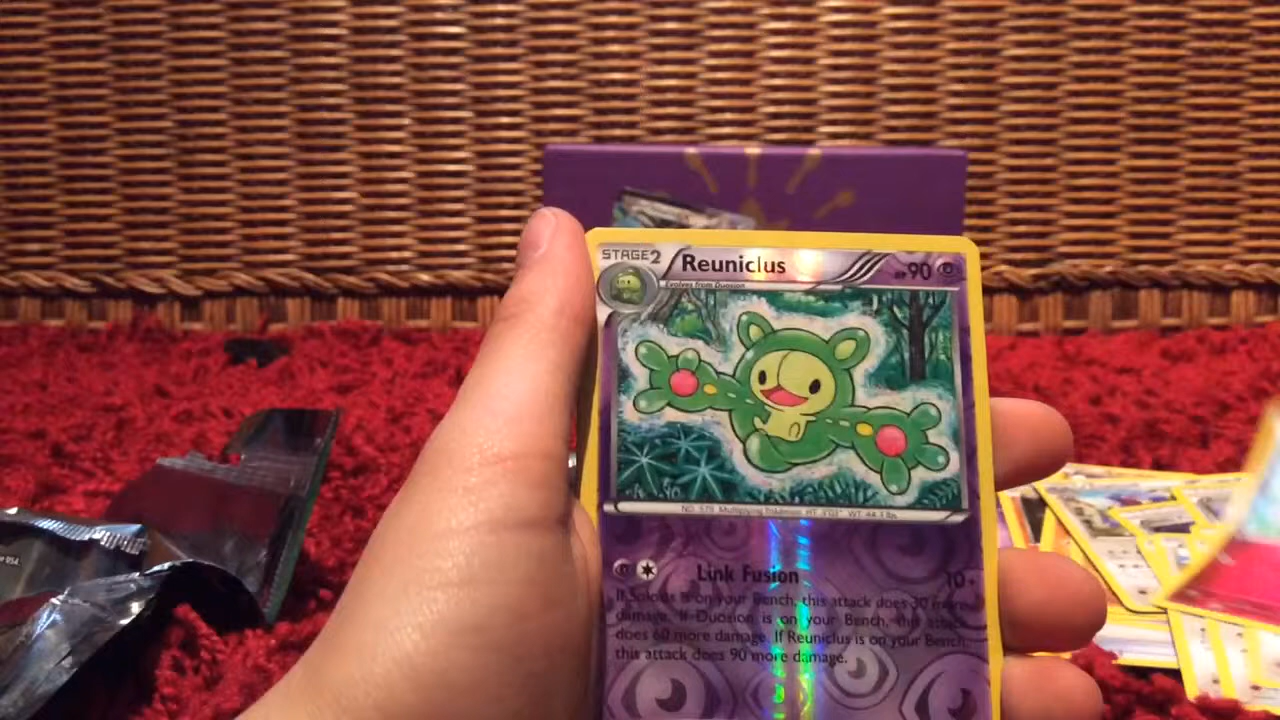 STAGE2
Reuniclus
HP90
Evolves from Duosion
NO. 579 Multiplying Pokémon HT. 3'03" WT. 44.3 lbs.
Link Fusion 10+
If Solosis is on your Bench, this attack does 30 more
damage. If Duosion is on your Bench, this attack
does 60 more damage. If Reuniclus is on your Bench,
this attack does 90 more damage.